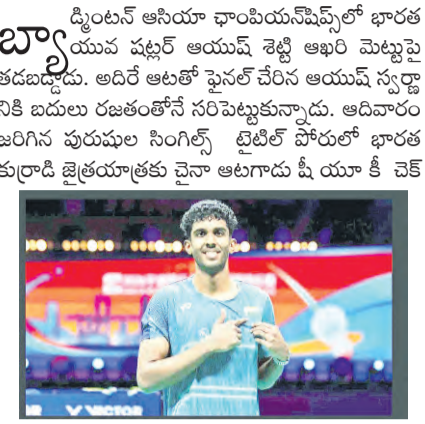 బ్యాడ్మింటన్ ఆసియా ఛాంపియన్‌షిప్స్‌లో భారత
యువ షట్లర్ ఆయుష్ శెట్టి ఆఖరి మెట్టుపై
తడబడ్డాడు. అదిరే ఆటతో ఫైనల్ చేరిన ఆయుష్ స్వర్ణా
నికి బదులు రజతంతోనే సరిపెట్టుకున్నాడు. ఆదివారం
జరిగిన పురుషుల సింగిల్స్ టైటిల్ పోరులో భారత
కుర్రాడి జైత్రయాత్రకు చైనా ఆటగాడు షీ యూ కీ చెక్
VICTOR